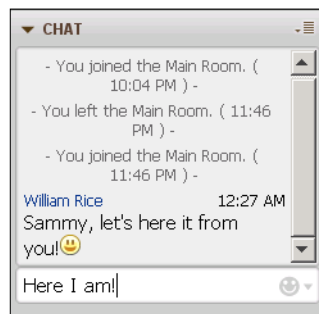 CHAT
- You joined the Main Room. (
10:04 PM ) -
- You left the Main Room. ( 11:46
PM ) -
- You joined the Main Room. (
11:46 PM ) -
William Rice 12:27 AM
Sammy, let's here it from
you!
Here I am!